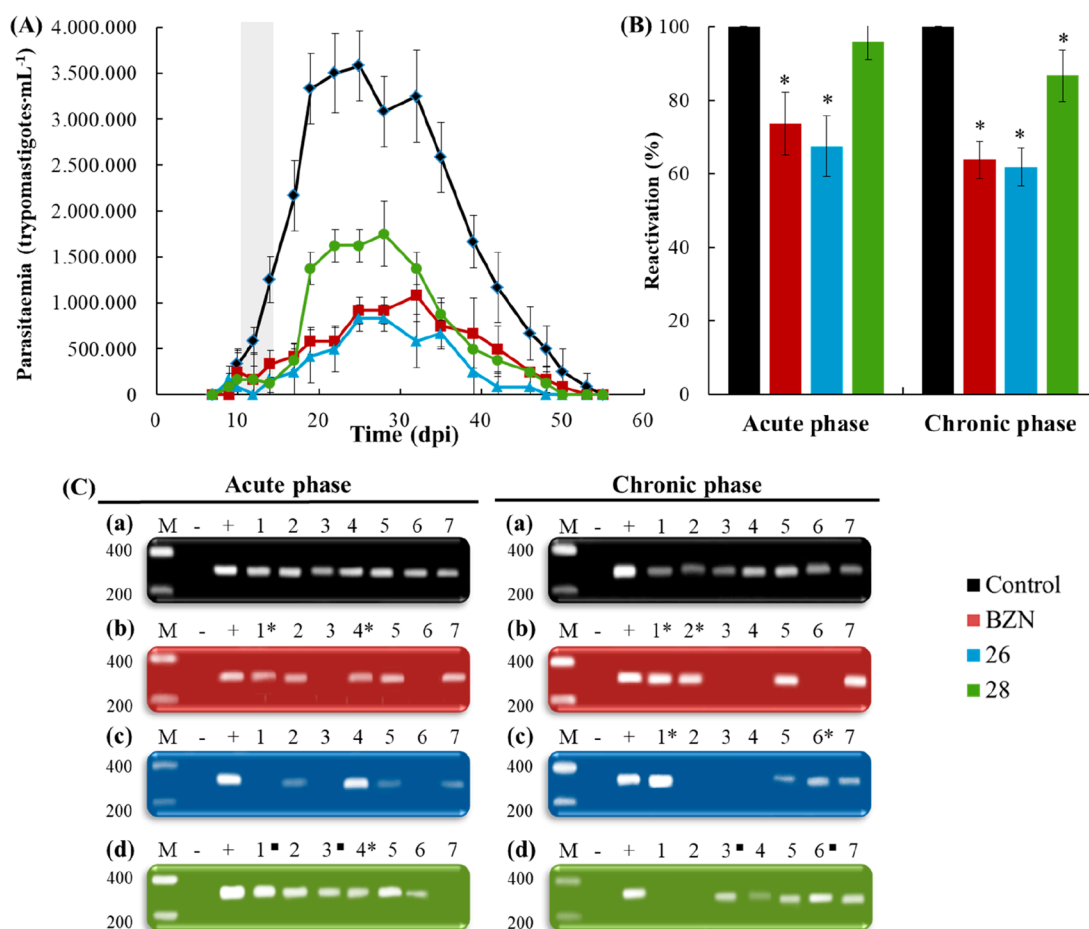 (A)
Parasitaemia (trypomastigotes·mL⁻¹)
4.000.000
3.500.000
3.000.000
2.500.000
2.000.000
1.500.000
1.000.000
500.000
0
0 10 20 30 40 50 60
Time (dpi)
(B)
Reactivation (%)
100
80
60
40
20
0
* * * * *
Acute phase Chronic phase
(C)
Acute phase
(a) M - + 1 2 3 4 5 6 7
400
200
(b) M - + 1* 2 3 4* 5 6 7
400
200
(c) M - + 1 2 3 4 5 6 7
400
200
(d) M - + 1▪ 2 3▪ 4* 5 6 7
400
200
Chronic phase
(a) M - + 1 2 3 4 5 6 7
400
200
(b) M - + 1* 2* 3 4 5 6 7
400
200
(c) M - + 1* 2 3 4 5 6* 7
400
200
(d) M - + 1 2 3▪ 4 5 6▪ 7
400
200
Control
BZN
26
28